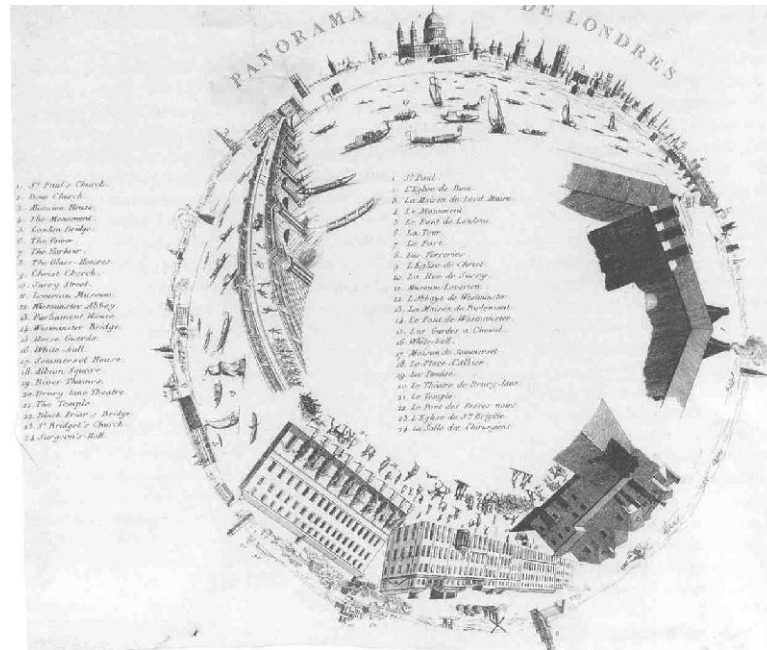 PANORAMA DE LONDRES
1. St Paul's Church.
2. Bow Church.
3. Mansion House
4. The Monument.
5. London Bridge.
6. The Tower.
7. The Harbour.
8. The Glass-Houses.
9. Christ Church.
10. Surry Street.
11. Leverian Museum.
12. Westminster Abbey.
13. Parliament House.
14. Westminster Bridge.
15. Horse Guards.
16. White-hall.
17. Sommerset House.
18. Albion Square
19. River Thames.
20. Drury-lane Theatre.
21. The Temple
22. Black Friar's Bridge.
23. St Bridget's Church.
24. Surgeon's Hall.
1. St Paul.
2. L'Eglise de Bow.
3. La Maison du Lord Maire.
4. Le Monument.
5. Le Pont de Londres.
6. La Tour.
7. Le Port.
8. Les Verreries
9. L'Eglise de Christ
10. La Rue de Surry.
11. Museum Leverien.
12. L'Abbaye de Westminster.
13. La Maison du Parlement.
14. Le Pont de Westminster.
15. Les Gardes a Cheval.
16. White-hall.
17. Maison de Sommerset
18. La Place d'Albion
19. La Tamise.
20. Le Théatre de Drury-lane
21. Le Temple
22. Le Pont des Frères noirs.
23. L'Eglise de Ste Brigitte.
24. La Salle des Chirurgiens